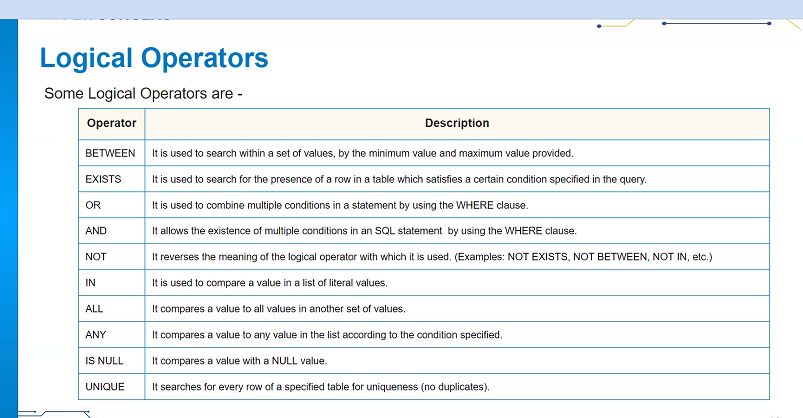 Logical Operators
Some Logical Operators are -
Operator Description
BETWEEN It is used to search within a set of values, by the minimum value and maximum value provided.
EXISTS It is used to search for the presence of a row in a table which satisfies a certain condition specified in the query.
OR It is used to combine multiple conditions in a statement by using the WHERE clause.
AND It allows the existence of multiple conditions in an SQL statement by using the WHERE clause.
NOT It reverses the meaning of the logical operator with which it is used. (Examples: NOT EXISTS, NOT BETWEEN, NOT IN, etc.)
IN It is used to compare a value in a list of literal values.
ALL It compares a value to all values in another set of values.
ANY It compares a value to any value in the list according to the condition specified.
IS NULL It compares a value with a NULL value.
UNIQUE It searches for every row of a specified table for uniqueness (no duplicates).